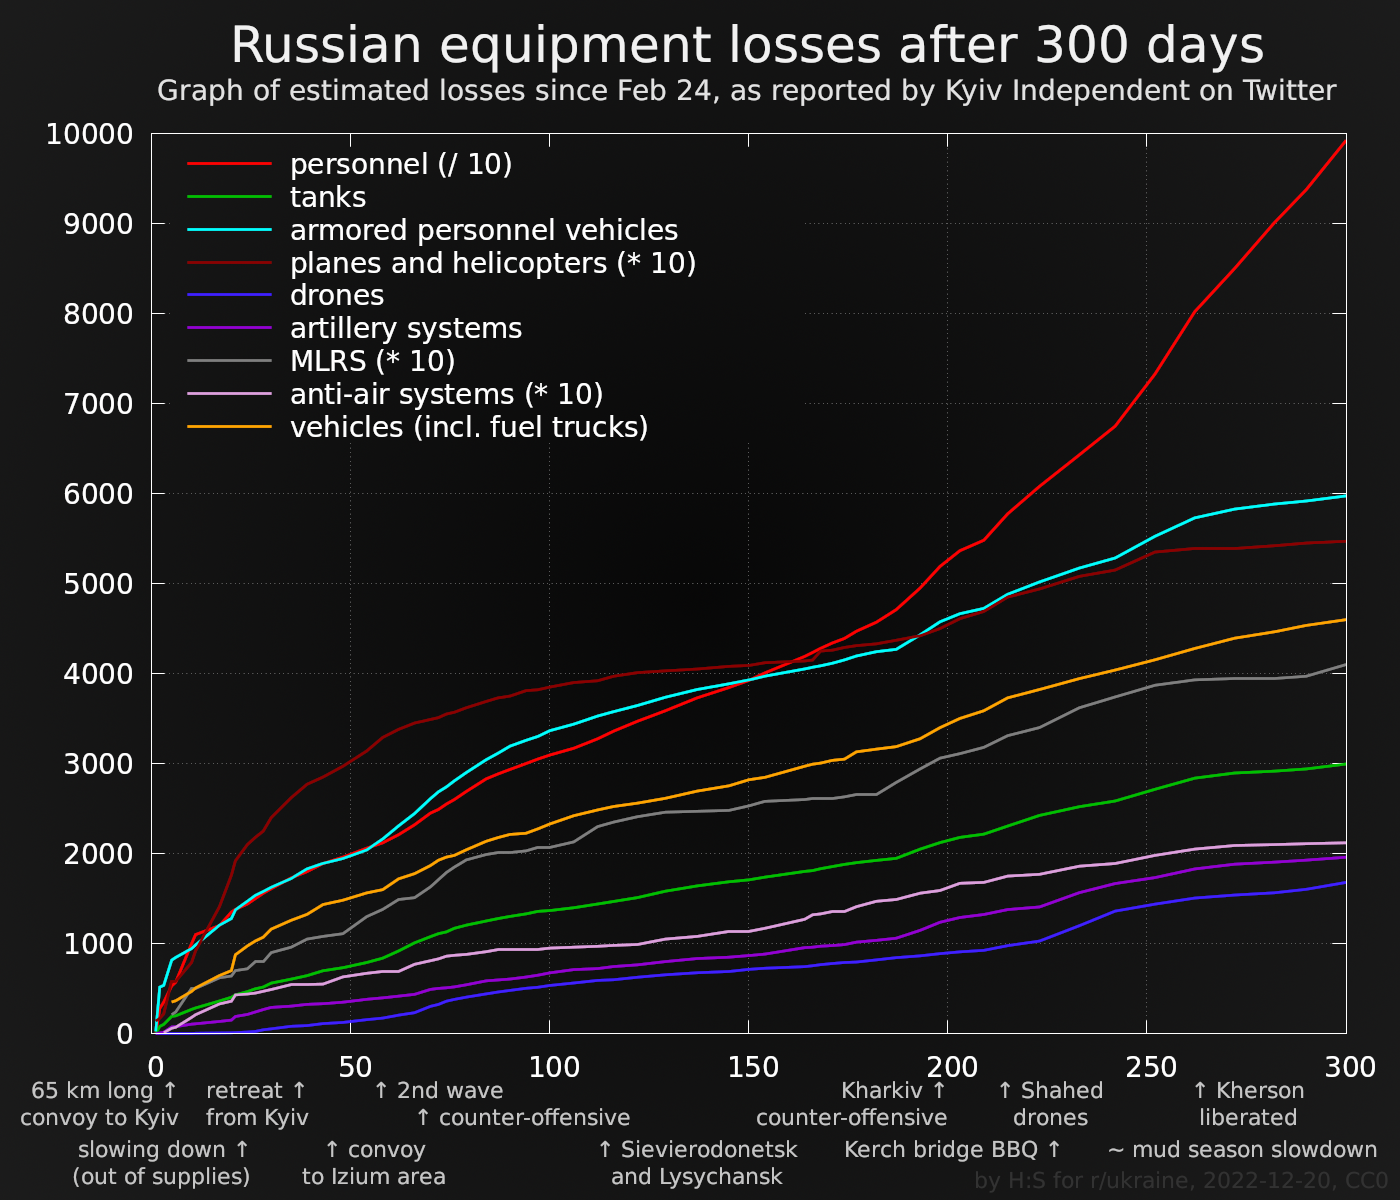 Russian equipment losses after 300 days
Graph of estimated losses since Feb 24, as reported by Kyiv Independent on Twitter
10000
9000
8000
7000
6000
5000
4000
3000
2000
1000
0
personnel (/ 10)
tanks
armored personnel vehicles
planes and helicopters (* 10)
drones
artillery systems
MLRS (* 10)
anti-air systems (* 10)
vehicles (incl. fuel trucks)
0 50 100 150 200 250 300
65 km long ↑
convoy to Kyiv
retreat ↑
from Kyiv
↑ 2nd wave
↑ counter-offensive
Kharkiv ↑
counter-offensive
↑ Shahed
drones
↑ Kherson
liberated
slowing down ↑
(out of supplies)
↑ convoy
to Izium area
↑ Sievierodonetsk
and Lysychansk
Kerch bridge BBQ ↑
~ mud season slowdown
by H:S for r/ukraine, 2022-12-20, CC0